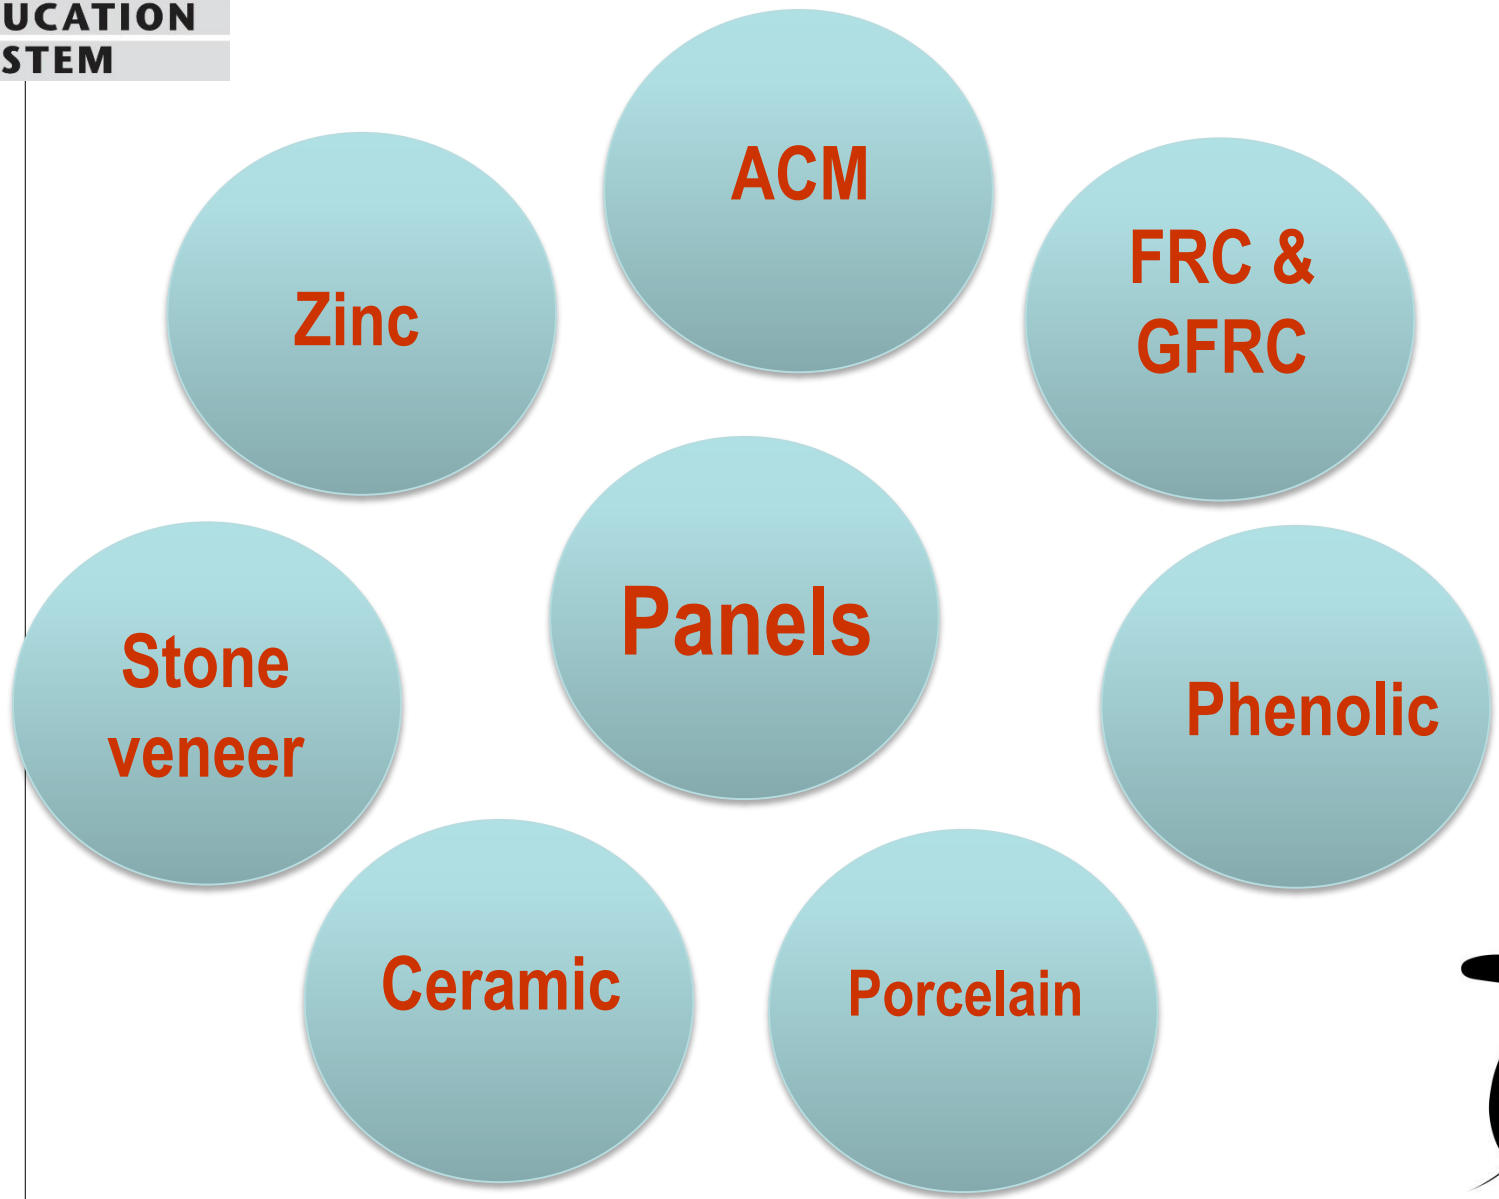 UCATION
STEM
ACM
Zinc
FRC &
GFRC
Panels
Stone
veneer
Phenolic
Ceramic
Porcelain